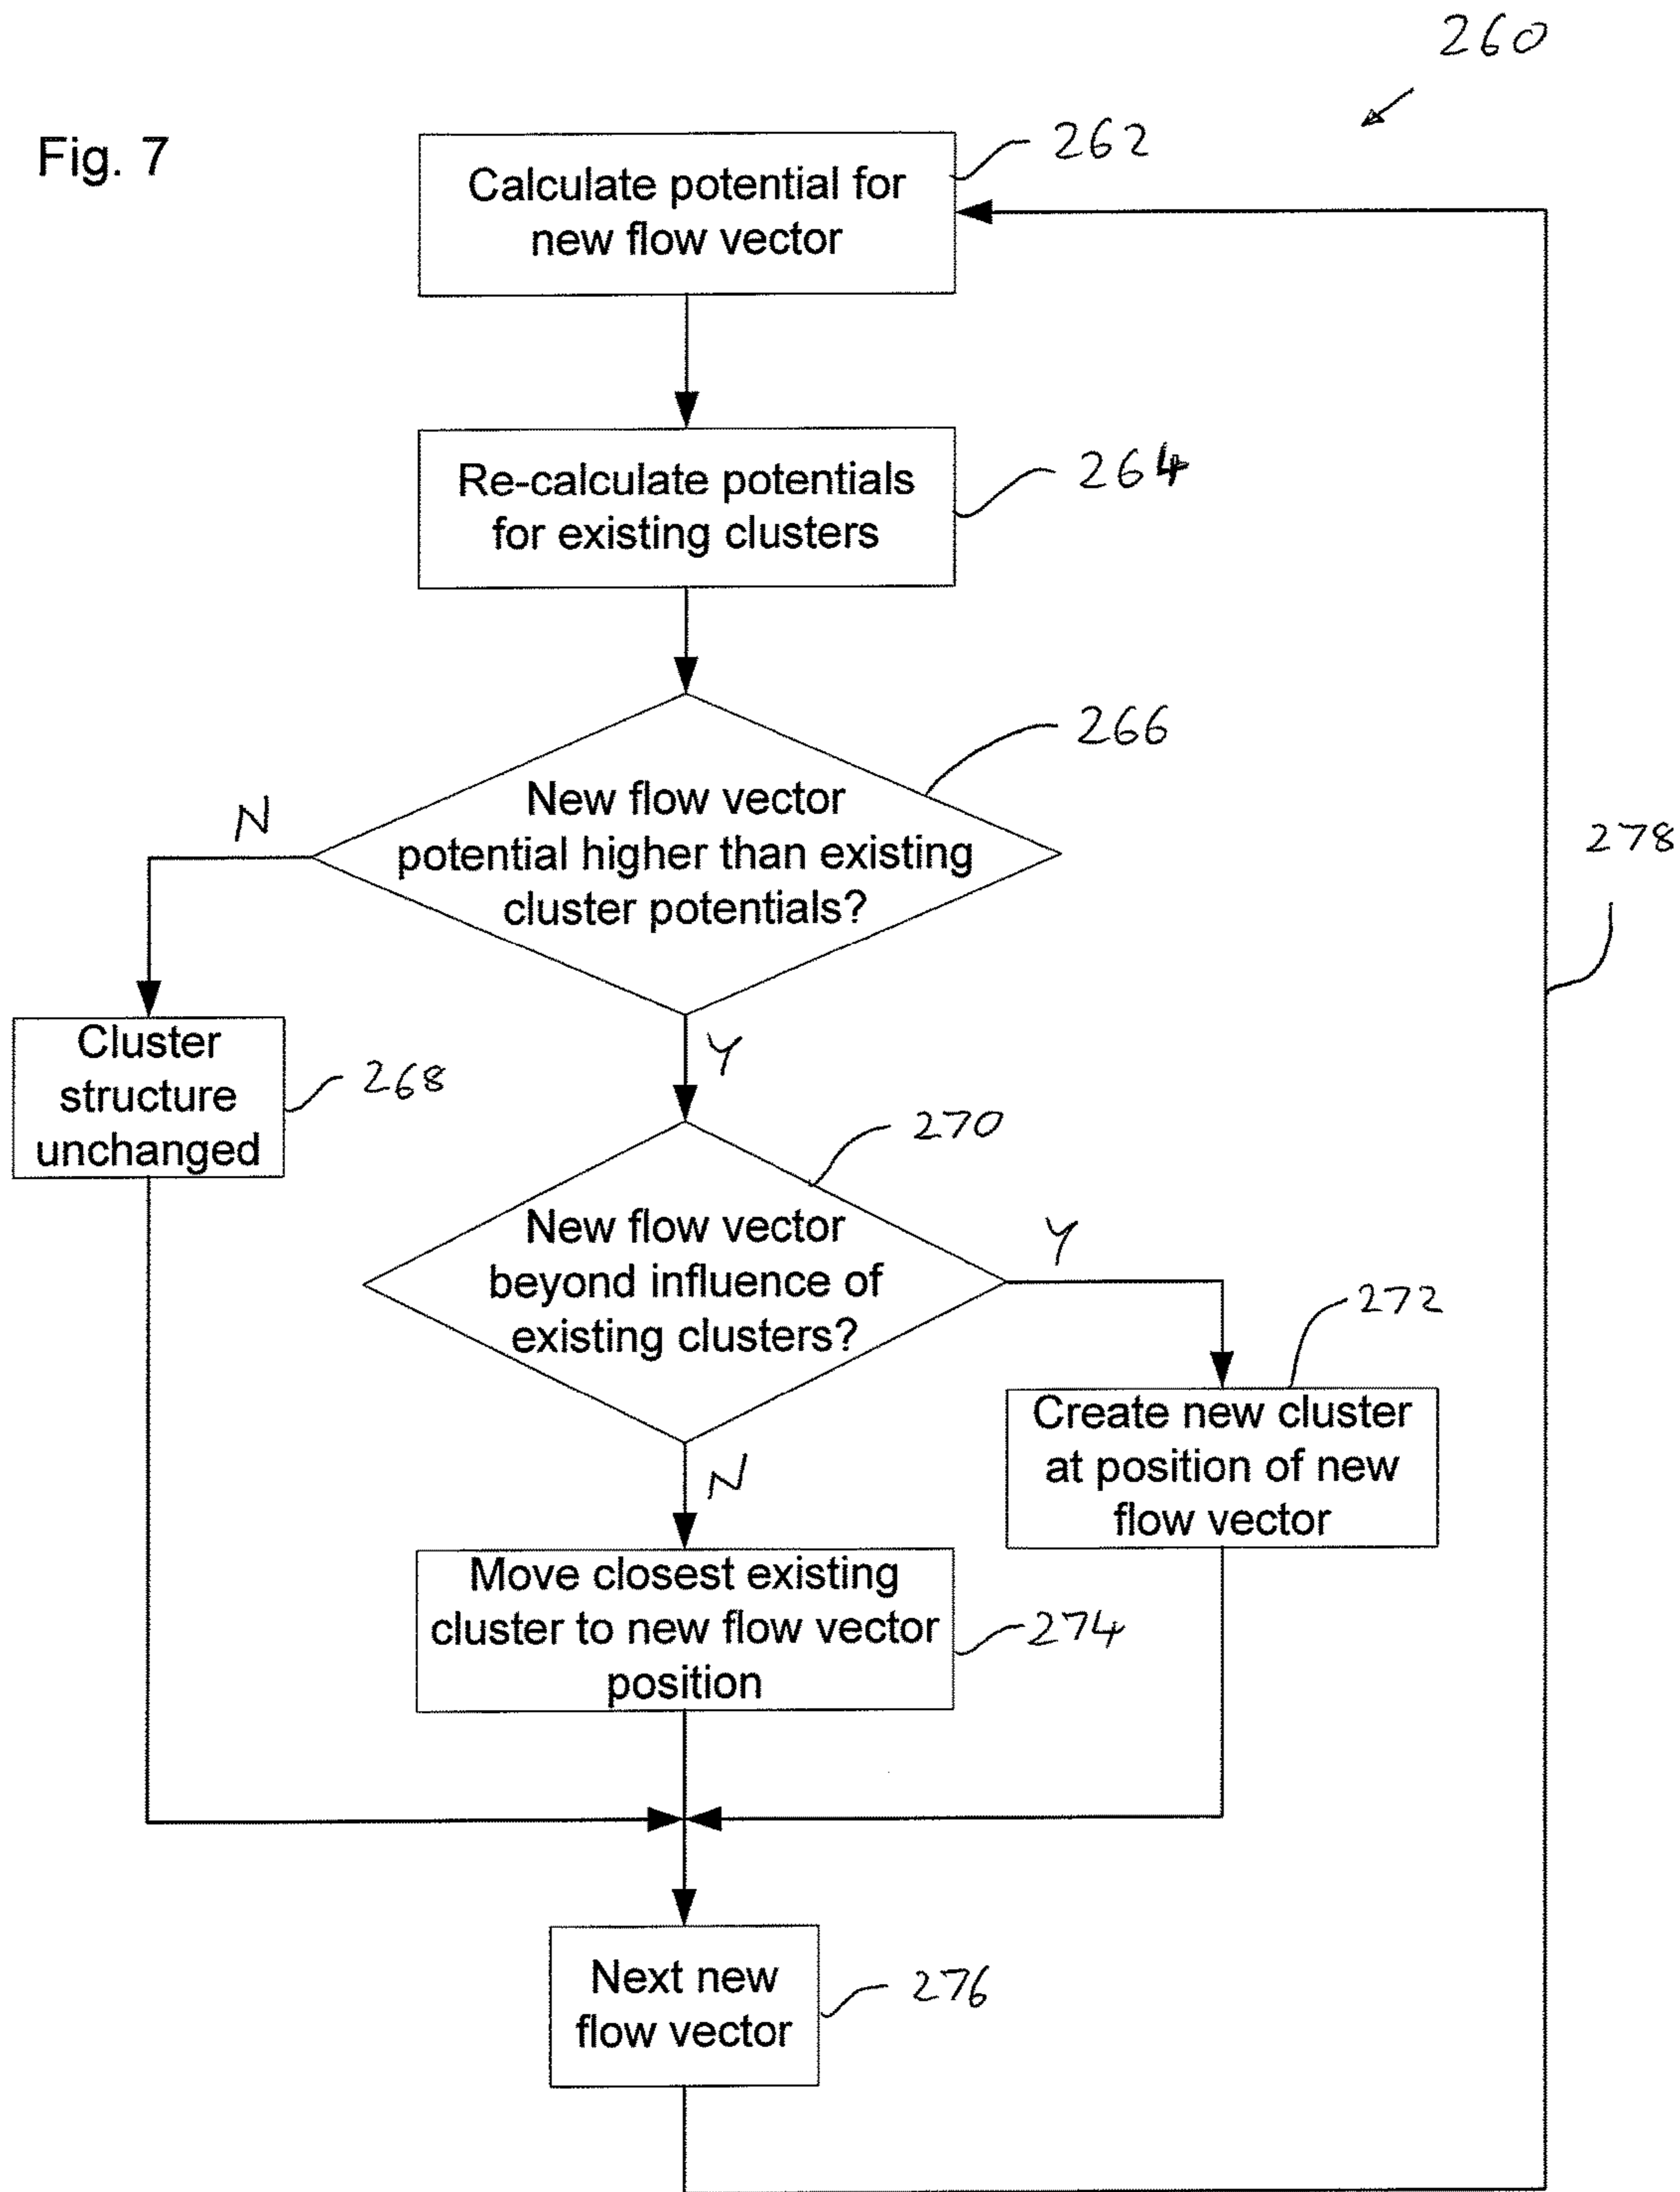 260
Fig. 7
262
Calculate potential for
new flow vector
264
Re-calculate potentials
for existing clusters
266
New flow vector
potential higher than existing
cluster potentials?
N
278
Y
Cluster
structure
unchanged
268
270
New flow vector
beyond influence of
existing clusters?
Y
272
Create new cluster
at position of new
flow vector
N
Move closest existing
cluster to new flow vector
position
274
Next new
flow vector
276